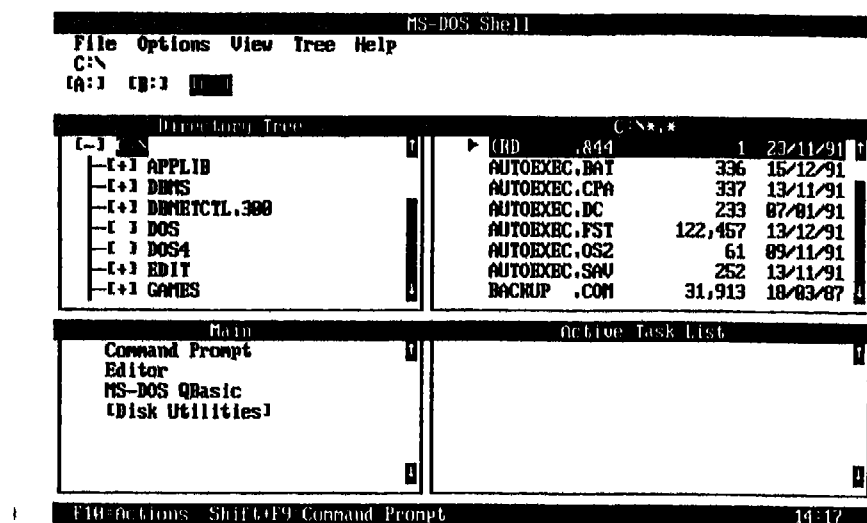 MS-DOS Shell
File Options View Tree Help
C:\
[A:] [B:]
Directory Tree
C:\*.*
[-] C:\
[+] APPLIB
[+] DBMS
[+] DBNETCTL.300
[ ] DOS
[ ] DOS4
[+] EDIT
[+] GAMES
(RD .844 1 23/11/91
AUTOEXEC.BAT 336 15/12/91
AUTOEXEC.CPA 337 13/11/91
AUTOEXEC.DC 233 07/01/91
AUTOEXEC.FST 122,457 13/12/91
AUTOEXEC.OS2 61 09/11/91
AUTOEXEC.SAV 252 13/11/91
BACKUP .COM 31,913 18/03/87
Main
Command Prompt
Editor
MS-DOS QBasic
[Disk Utilities]
Active Task List
F10=Actions Shift+F9=Command Prompt 14:17